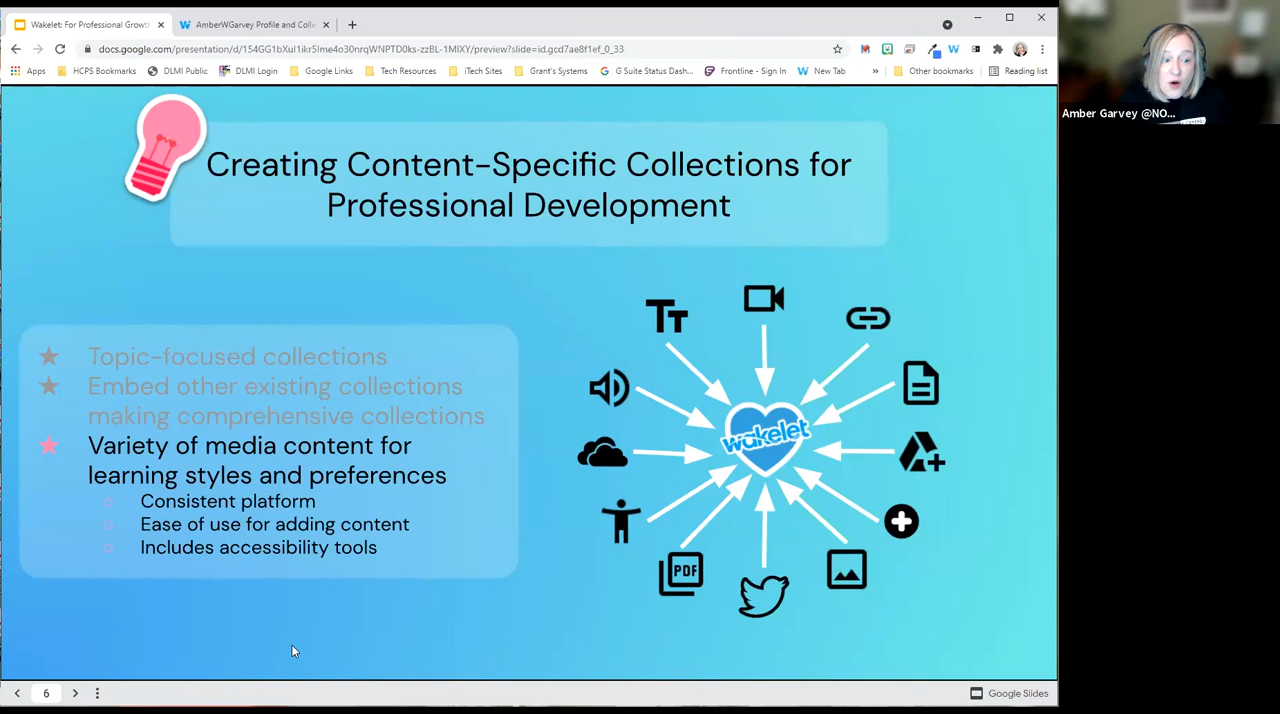 Wakelet: For Professional Growth
AmberWGarvey Profile and Colle
docs.google.com/presentation/d/154GG1bXuI1ikr5Ime4o30nrqWNPTD0ks-zzBL-1MIXY/preview?slide=id.gcd7ae8f1ef_0_33
Apps
HCPS Bookmarks
DLMI Public
DLMI Login
Google Links
Tech Resources
iTech Sites
Grant's Systems
G Suite Status Dash...
Frontline - Sign In
New Tab
»
Other bookmarks
Reading list
Amber Garvey @NO...
Creating Content-Specific Collections for
Professional Development
Topic-focused collections
Embed other existing collections
making comprehensive collections
Variety of media content for
learning styles and preferences
Consistent platform
Ease of use for adding content
Includes accessibility tools
TT
wakelet
PDF
6
Google Slides